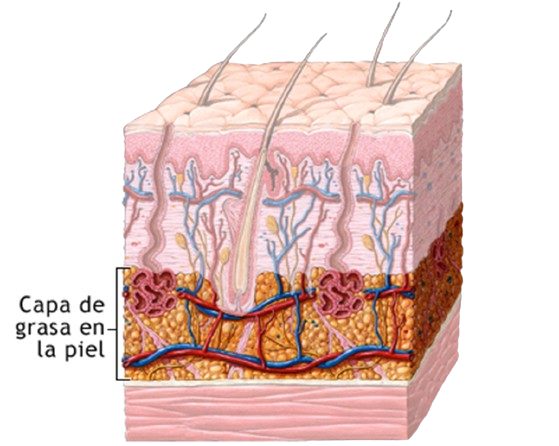 Capa de
grasa en
la piel